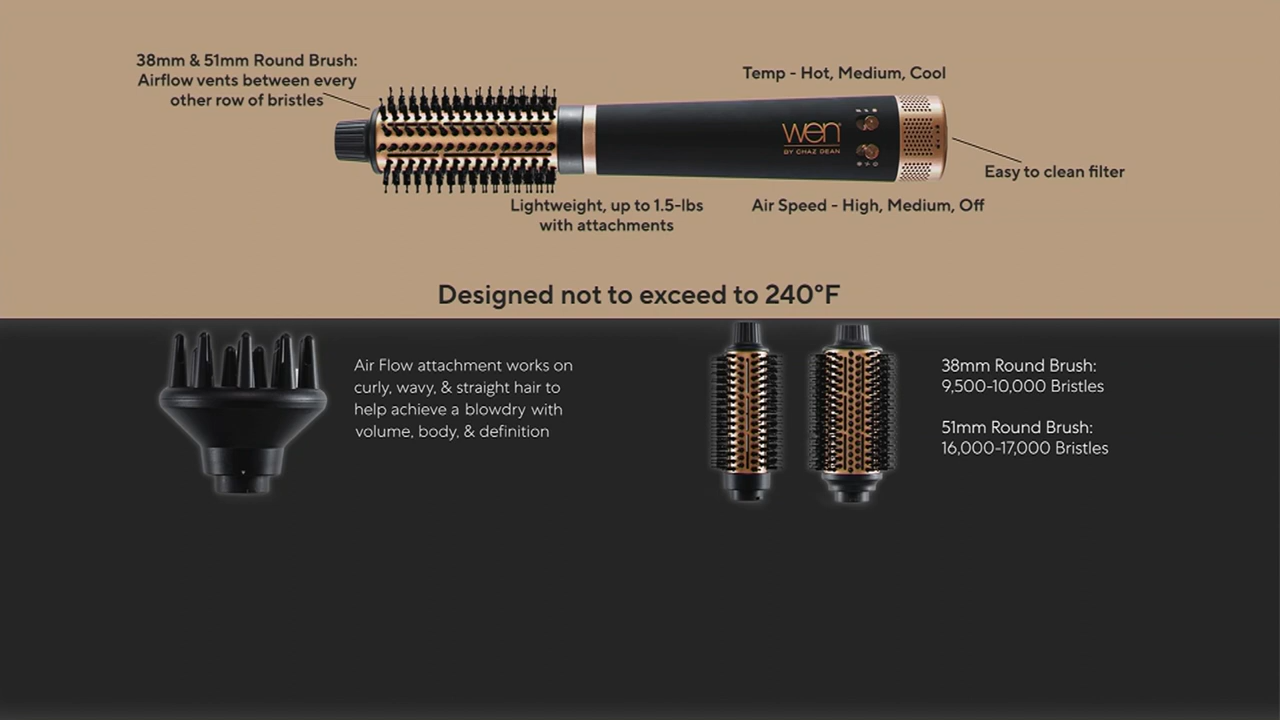 38mm & 51mm Round Brush:
Airflow vents between every
other row of bristles
Temp - Hot, Medium, Cool
wen
BY CHAZ DEAN
Easy to clean filter
Lightweight, up to 1.5-lbs
with attachments
Air Speed - High, Medium, Off
Designed not to exceed to 240°F
Air Flow attachment works on
curly, wavy, & straight hair to
help achieve a blowdry with
volume, body, & definition
38mm Round Brush:
9,500-10,000 Bristles
51mm Round Brush:
16,000-17,000 Bristles